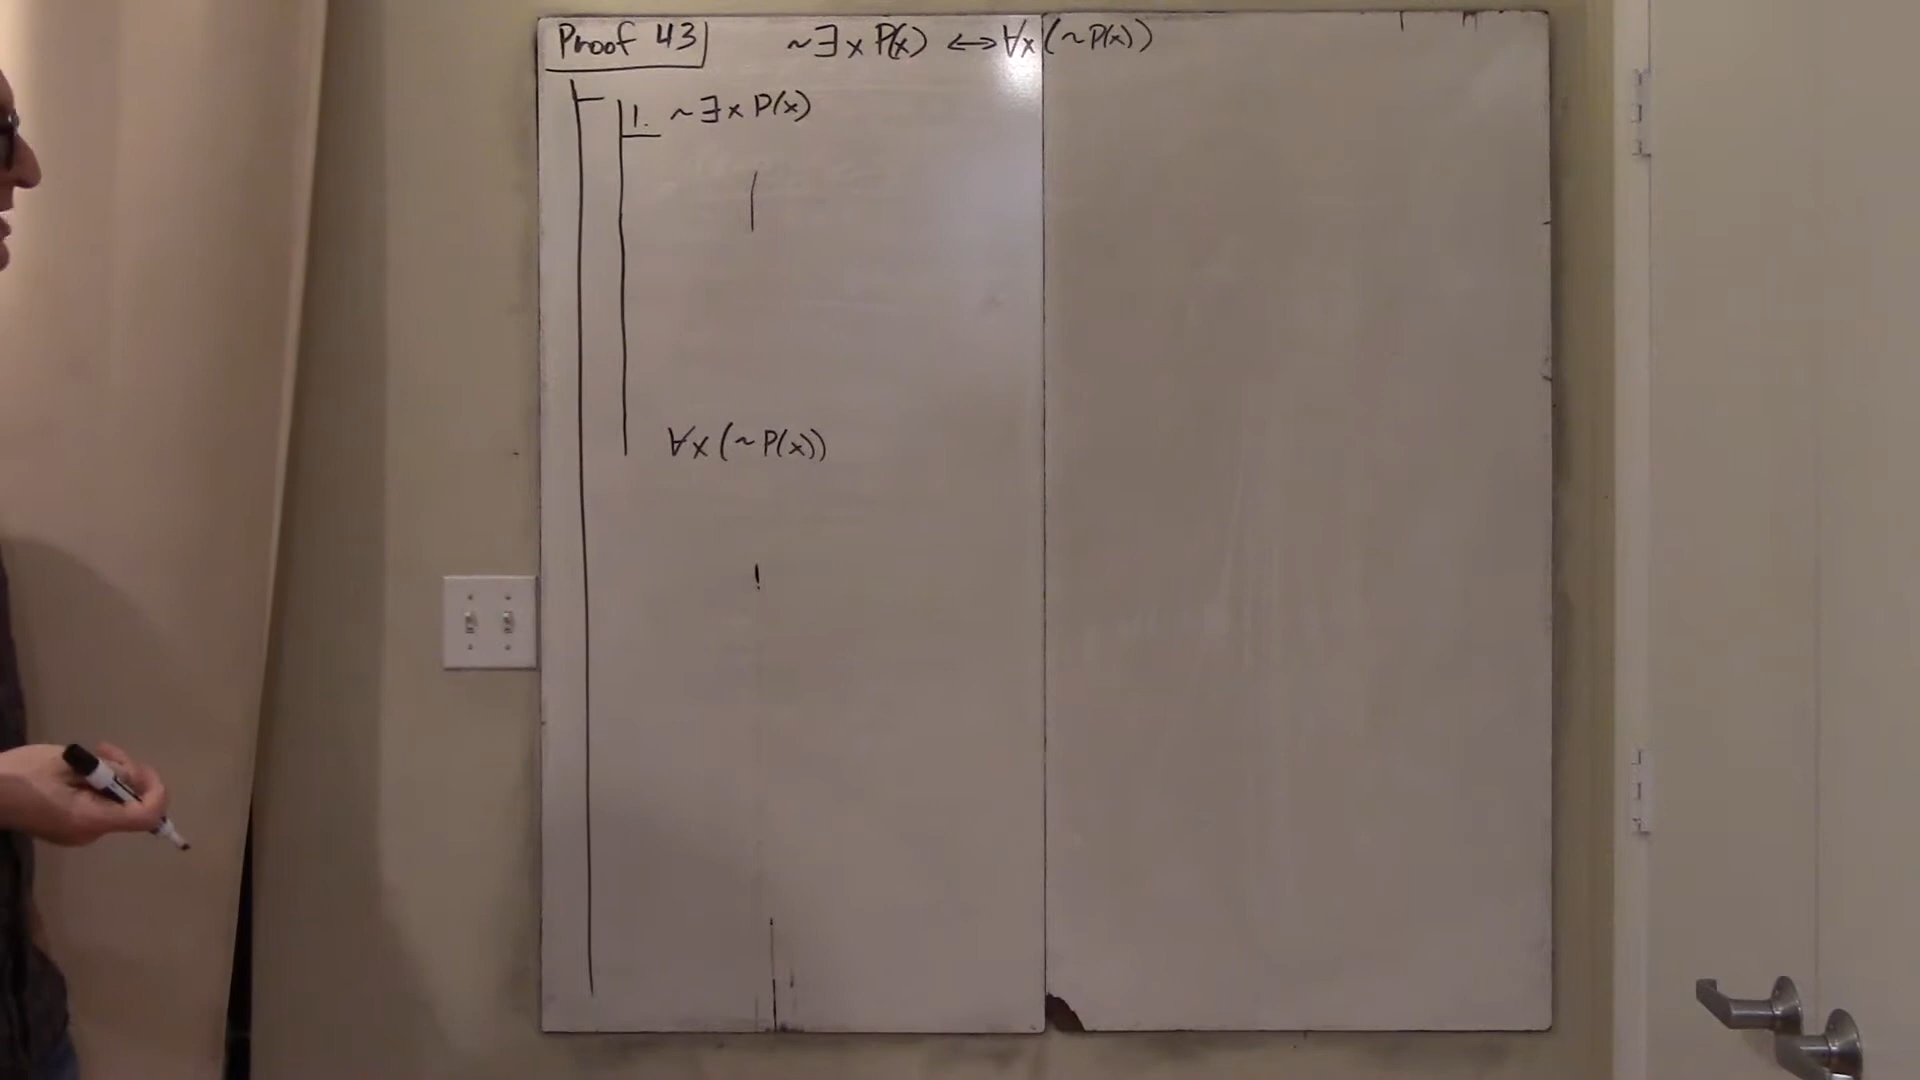 Proof 43
~∃x P(x) ↔ ∀x(~P(x))
1. ~∃x P(x)
∀x(~P(x))